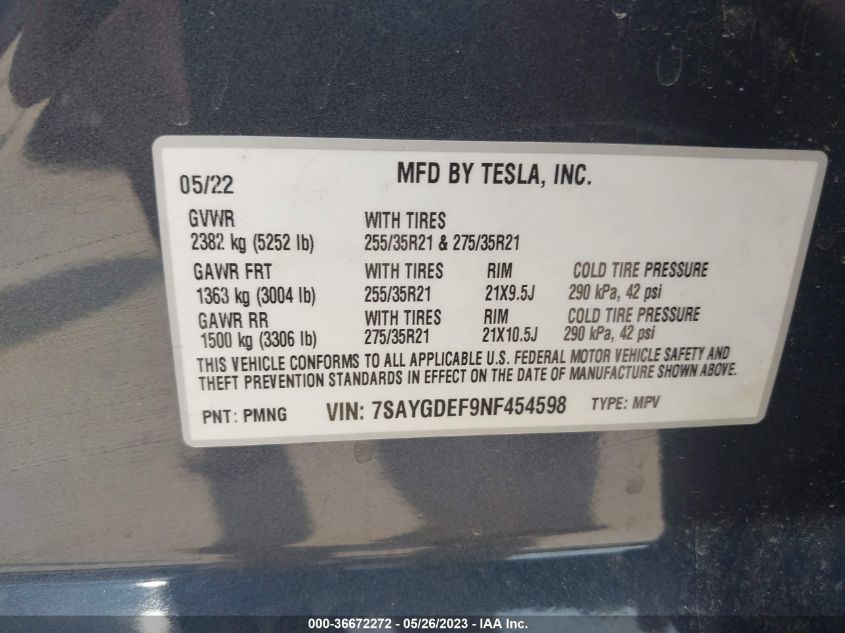 MFD BY TESLA, INC.
05/22
GVWR WITH TIRES
2382 kg (5252 lb) 255/35R21 & 275/35R21
GAWR FRT WITH TIRES RIM COLD TIRE PRESSURE
1363 kg (3004 lb) 255/35R21 21X9.5J 290 kPa, 42 psi
GAWR RR WITH TIRES RIM COLD TIRE PRESSURE
1500 kg (3306 lb) 275/35R21 21X10.5J 290 kPa, 42 psi
THIS VEHICLE CONFORMS TO ALL APPLICABLE U.S. FEDERAL MOTOR VEHICLE SAFETY AND
THEFT PREVENTION STANDARDS IN EFFECT ON THE DATE OF MANUFACTURE SHOWN ABOVE.
PNT: PMNG VIN: 7SAYGDEF9NF454598 TYPE: MPV
000-36672272 - 05/26/2023 - Copyright © 2023 IAA Inc.